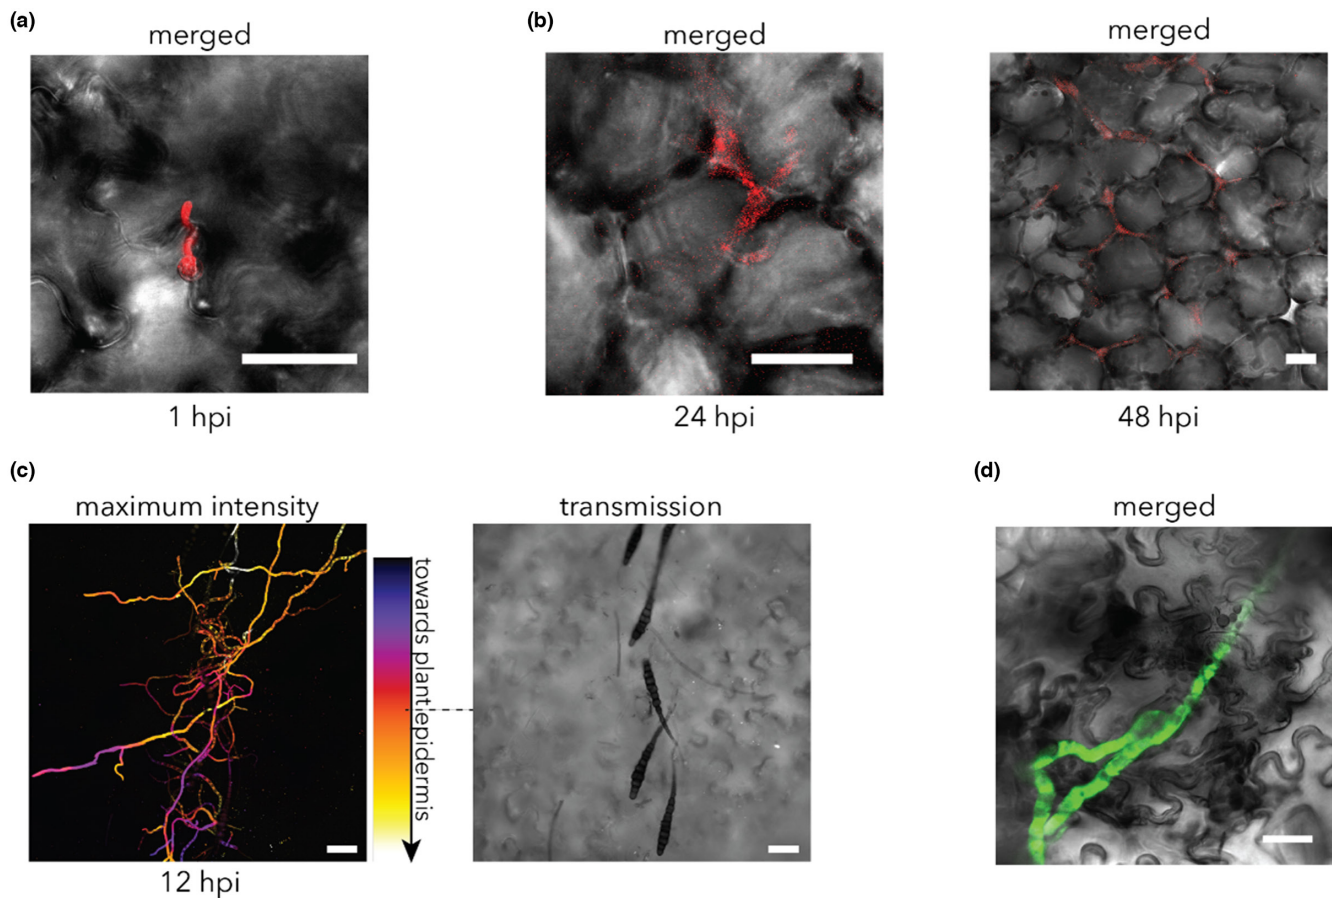 (a)
merged
1 hpi
(b)
merged
24 hpi
merged
48 hpi
(c)
maximum intensity
12 hpi
towards plant epidermis
transmission
(d)
merged